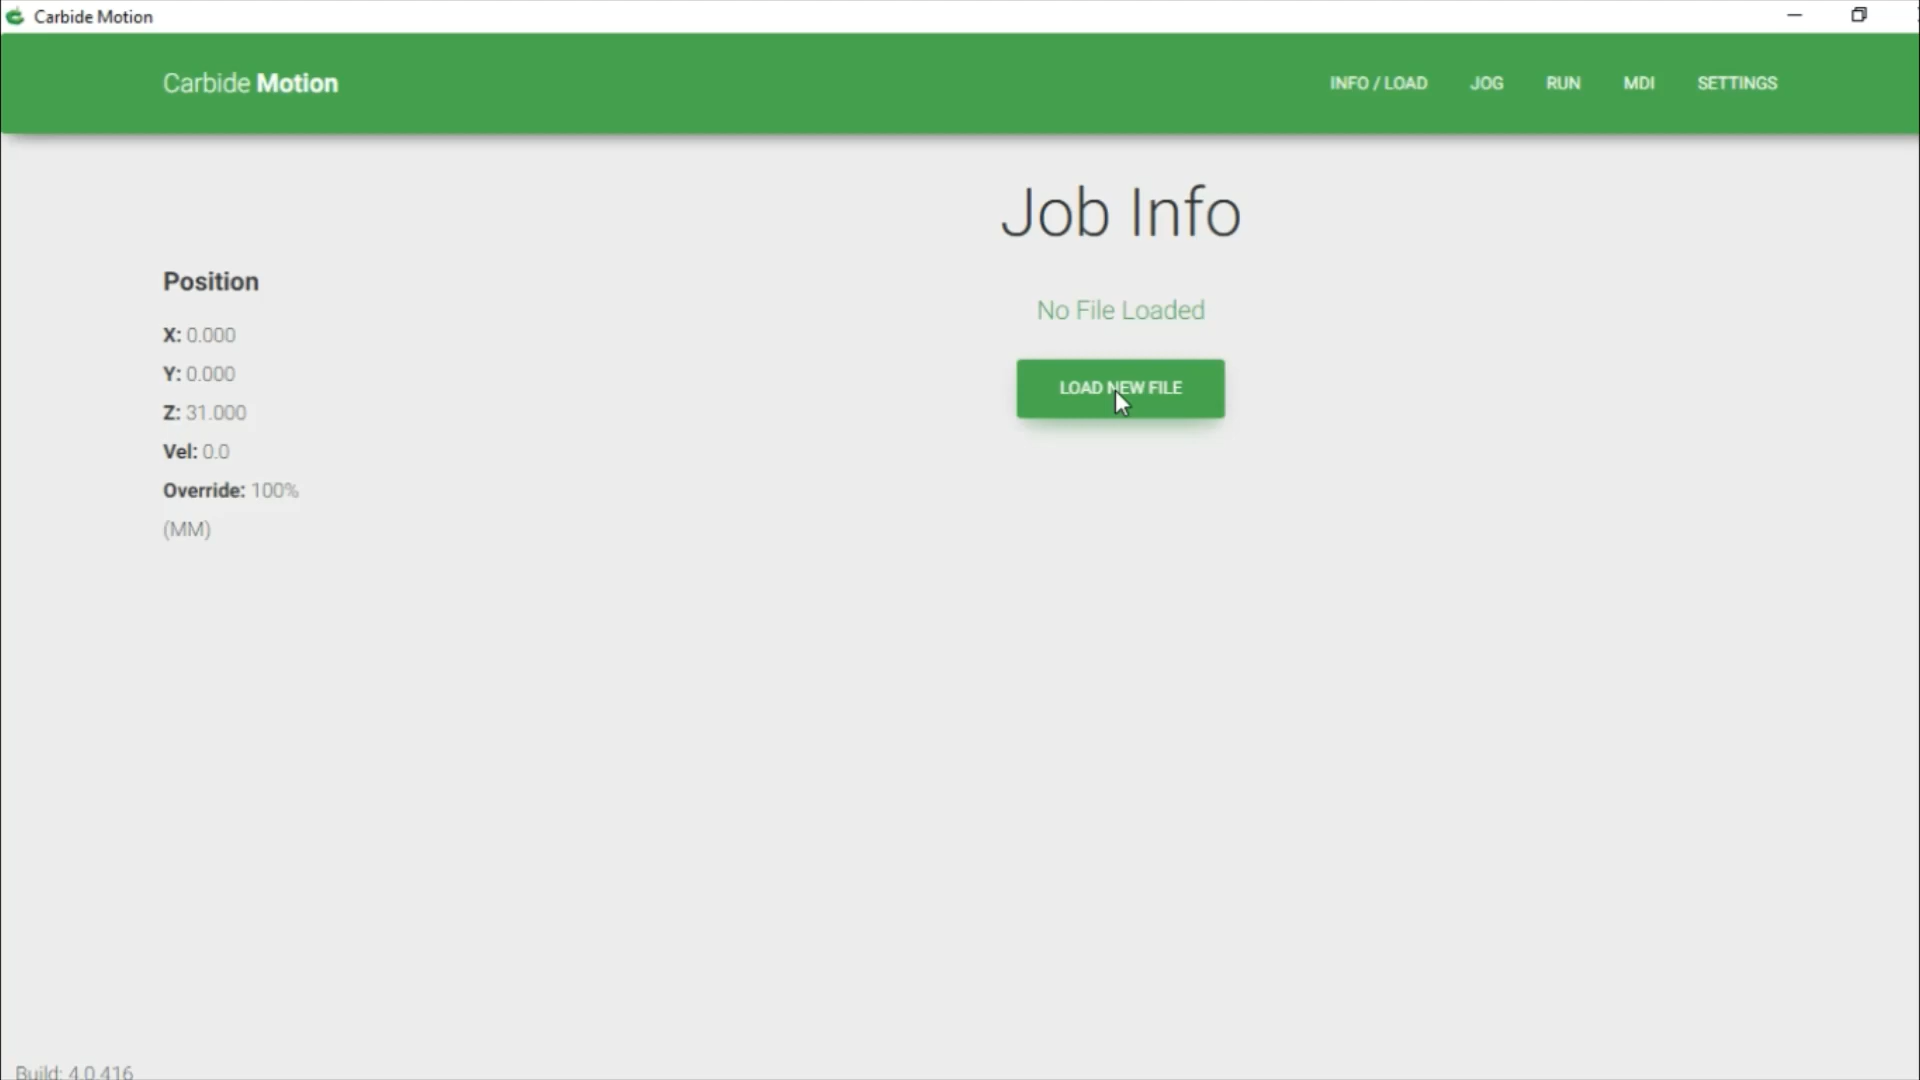 Carbide Motion
Carbide Motion
INFO / LOAD
JOG
RUN
MDI
SETTINGS
Job Info
Position
No File Loaded
X: 0.000
LOAD NEW FILE
Y: 0.000
Z: 31.000
Vel: 0.0
Override: 100%
(MM)
Build: 4.0.416